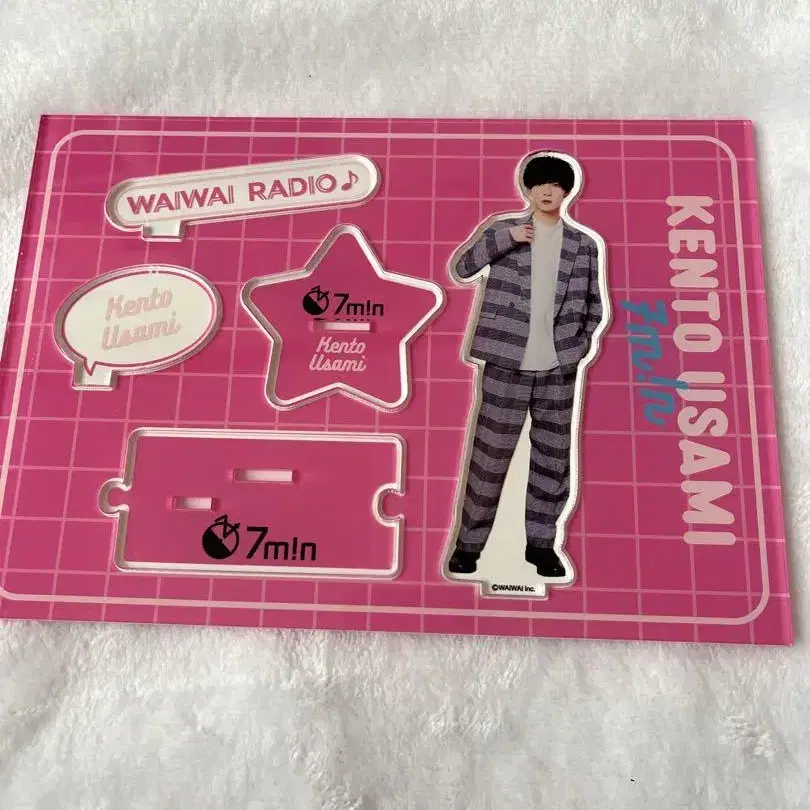 WAIWAI RADIO♪
Kento
Usami
7m!n
Kento
Usami
7m!n
©WAIWAI Inc.
KENTO USAMI
7m!n